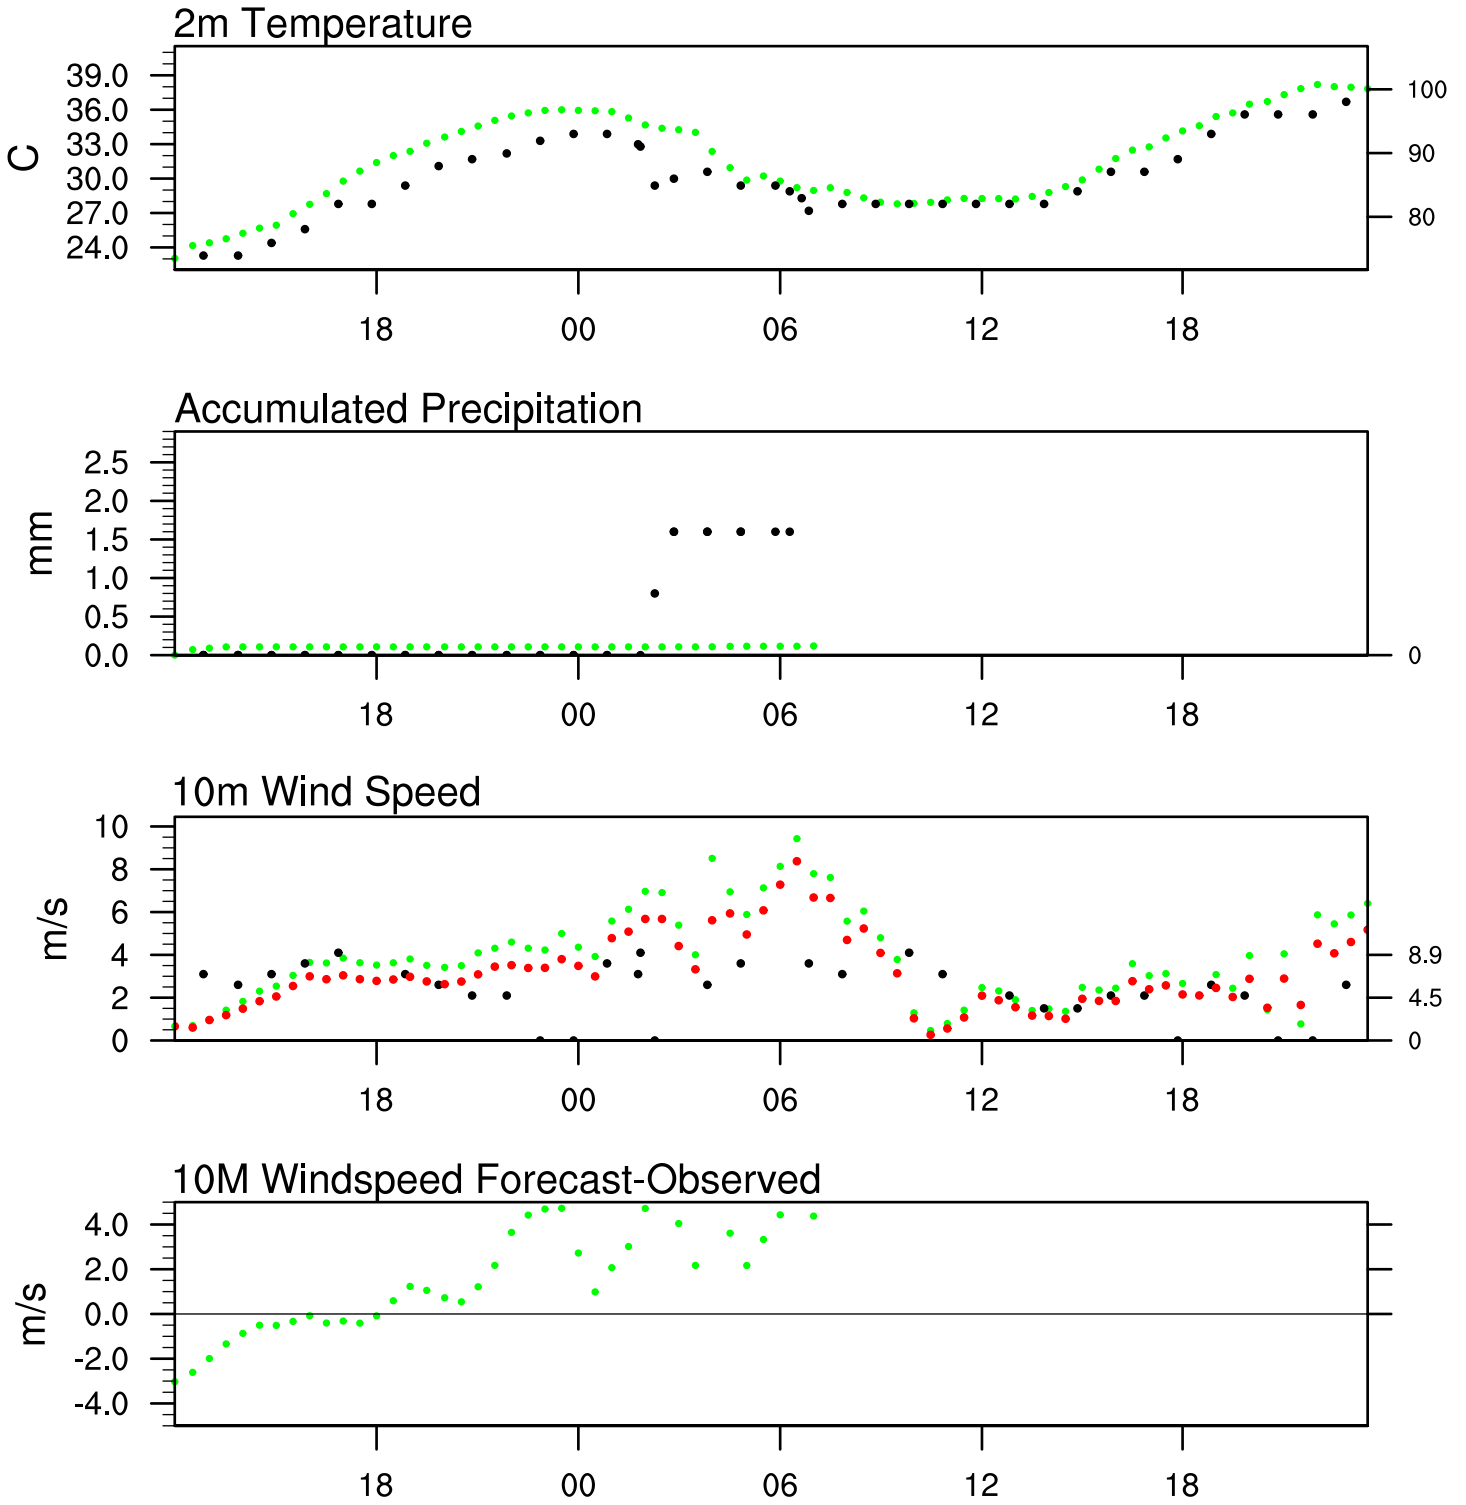 2m Temperature
C
39.0
36.0
33.0
30.0
27.0
24.0
100
90
80
18 00 06 12 18
Accumulated Precipitation
mm
2.5
2.0
1.5
1.0
0.5
0.0
0
18 00 06 12 18
10m Wind Speed
m/s
10
8
6
4
2
0
8.9
4.5
0
18 00 06 12 18
10M Windspeed Forecast-Observed
m/s
4.0
2.0
0.0
-2.0
-4.0
18 00 06 12 18